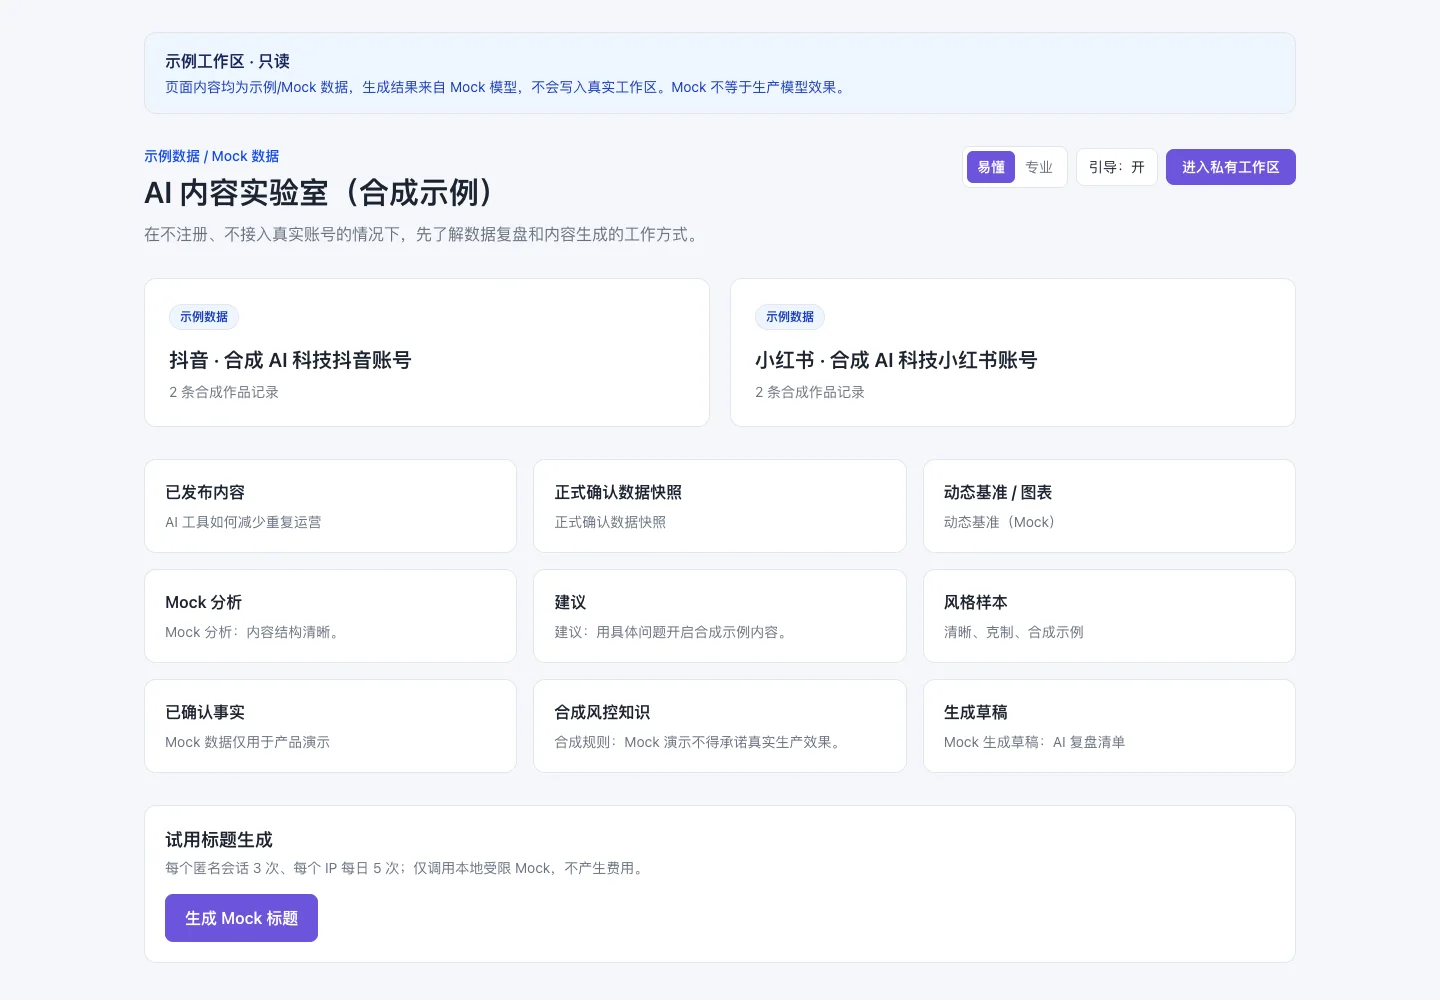 示例工作区 · 只读
页面内容均为示例/Mock 数据，生成结果来自 Mock 模型，不会写入真实工作区。Mock 不等于生产模型效果。
示例数据 / Mock 数据
AI 内容实验室（合成示例）
在不注册、不接入真实账号的情况下，先了解数据复盘和内容生成的工作方式。
易懂 专业 引导：开 进入私有工作区
示例数据
抖音 · 合成 AI 科技抖音账号
2 条合成作品记录
示例数据
小红书 · 合成 AI 科技小红书账号
2 条合成作品记录
已发布内容
AI 工具如何减少重复运营
正式确认数据快照
正式确认数据快照
动态基准 / 图表
动态基准（Mock）
Mock 分析
Mock 分析：内容结构清晰。
建议
建议：用具体问题开启合成示例内容。
风格样本
清晰、克制、合成示例
已确认事实
Mock 数据仅用于产品演示
合成风控知识
合成规则：Mock 演示不得承诺真实生产效果。
生成草稿
Mock 生成草稿：AI 复盘清单
试用标题生成
每个匿名会话 3 次、每个 IP 每日 5 次；仅调用本地受限 Mock，不产生费用。
生成 Mock 标题